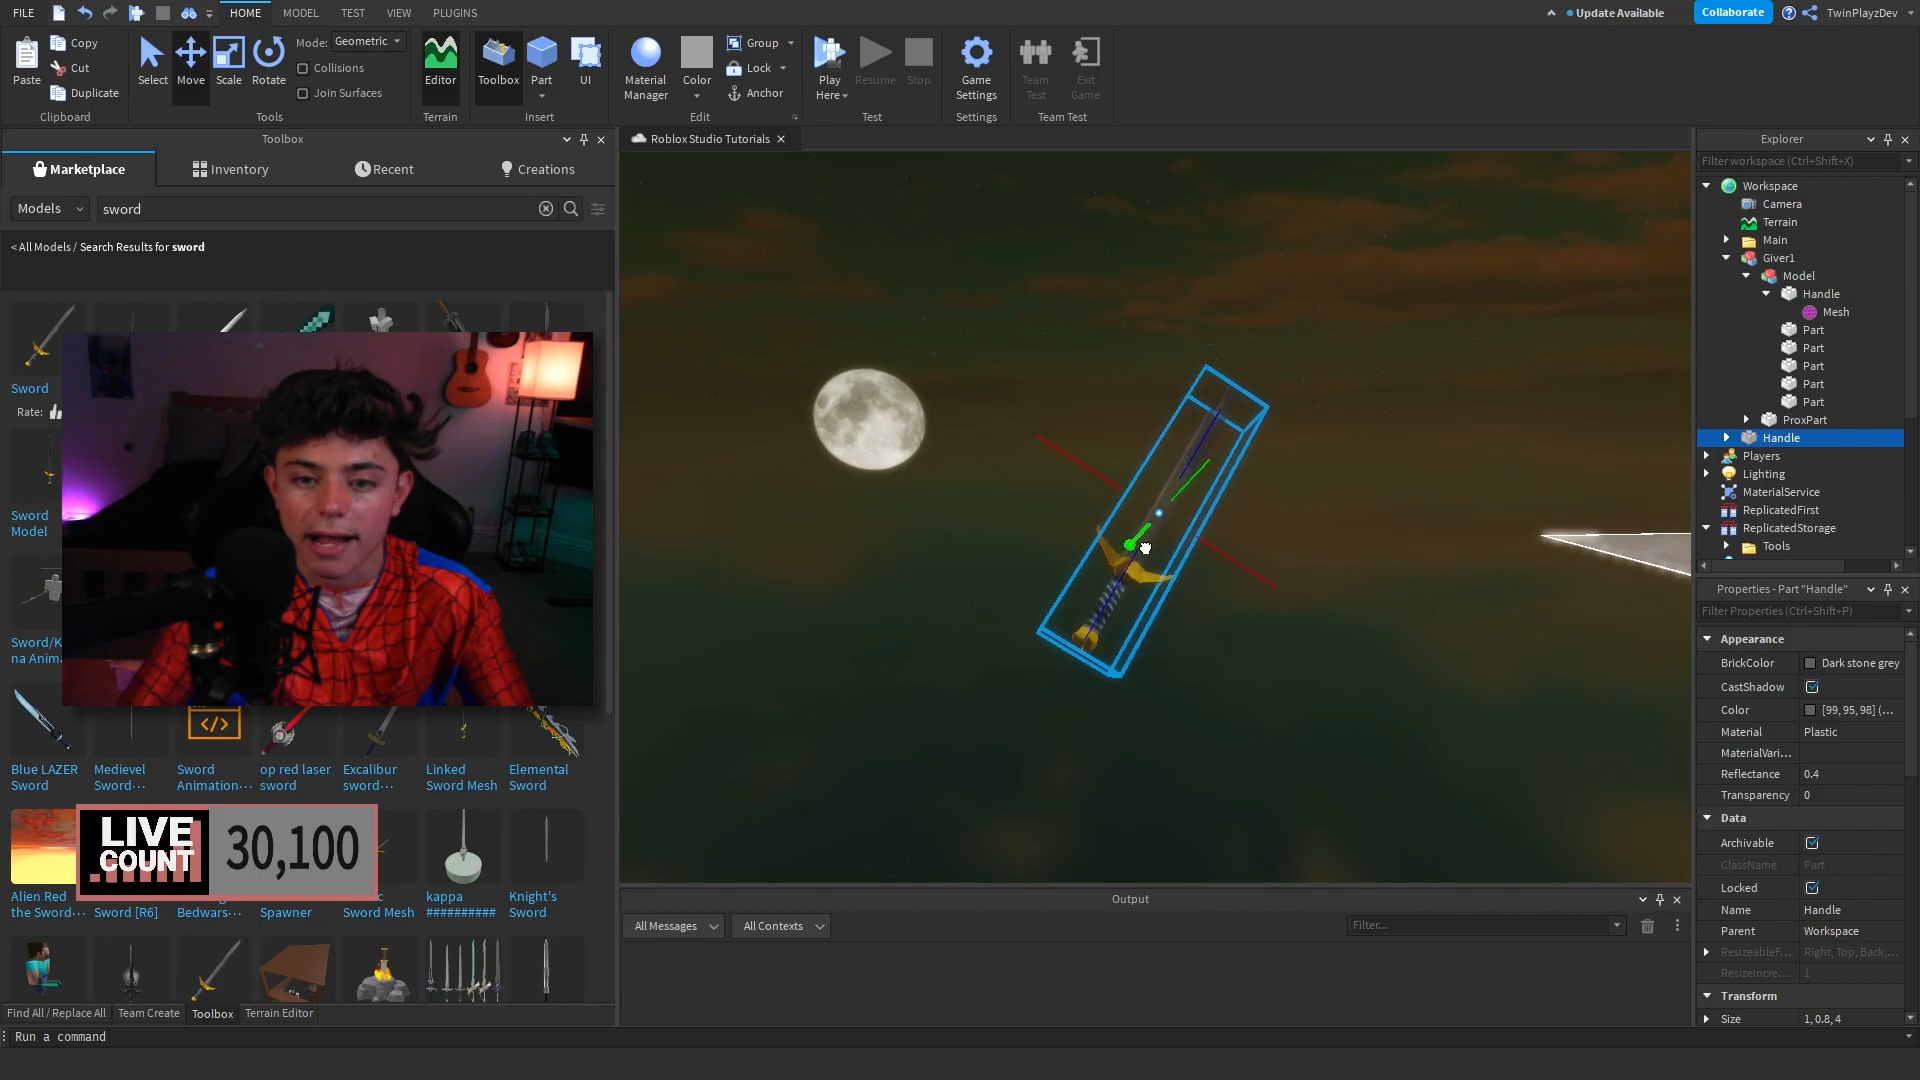 FILE HOME MODEL TEST VIEW PLUGINS Update Available Collaborate TwinPlayzDev
Paste Copy Cut Duplicate Clipboard
Select Move Scale Rotate Mode: Geometric Collisions Join Surfaces Tools
Editor Terrain
Toolbox Part UI Insert
Material Manager Color Group Lock Anchor Edit
Play Here Resume Stop Test
Game Settings Settings
Team Test Exit Game Team Test
Toolbox
Marketplace Inventory Recent Creations
Models sword
< All Models / Search Results for sword
Sword
Rate:
Sword
Model
Sword/K
na Anima
Blue LAZER Sword
Medievel Sword...
Sword Animation...
op red laser sword
Excalibur sword...
Linked Sword Mesh
Elemental Sword
LIVE COUNT
30,100
Alien Red the Sword...
Sword [R6]
Bedwars...
Spawner
Sword Mesh
kappa ##########
Knight's Sword
Find All / Replace All Team Create Toolbox Terrain Editor
Run a command
Roblox Studio Tutorials
Output
All Messages All Contexts Filter...
Explorer
Filter workspace (Ctrl+Shift+X)
Workspace
Camera
Terrain
Main
Giver1
Model
Handle
Mesh
Part
Part
Part
Part
Part
ProxPart
Handle
Players
Lighting
MaterialService
ReplicatedFirst
ReplicatedStorage
Tools
Properties - Part "Handle"
Filter Properties (Ctrl+Shift+P)
Appearance
BrickColor Dark stone grey
CastShadow
Color [99, 95, 98] (...
Material Plastic
MaterialVari...
Reflectance 0.4
Transparency 0
Data
Archivable
ClassName Part
Locked
Name Handle
Parent Workspace
ResizeableF... Right, Top, Back,...
ResizeIncre... 1
Transform
Size 1, 0.8, 4